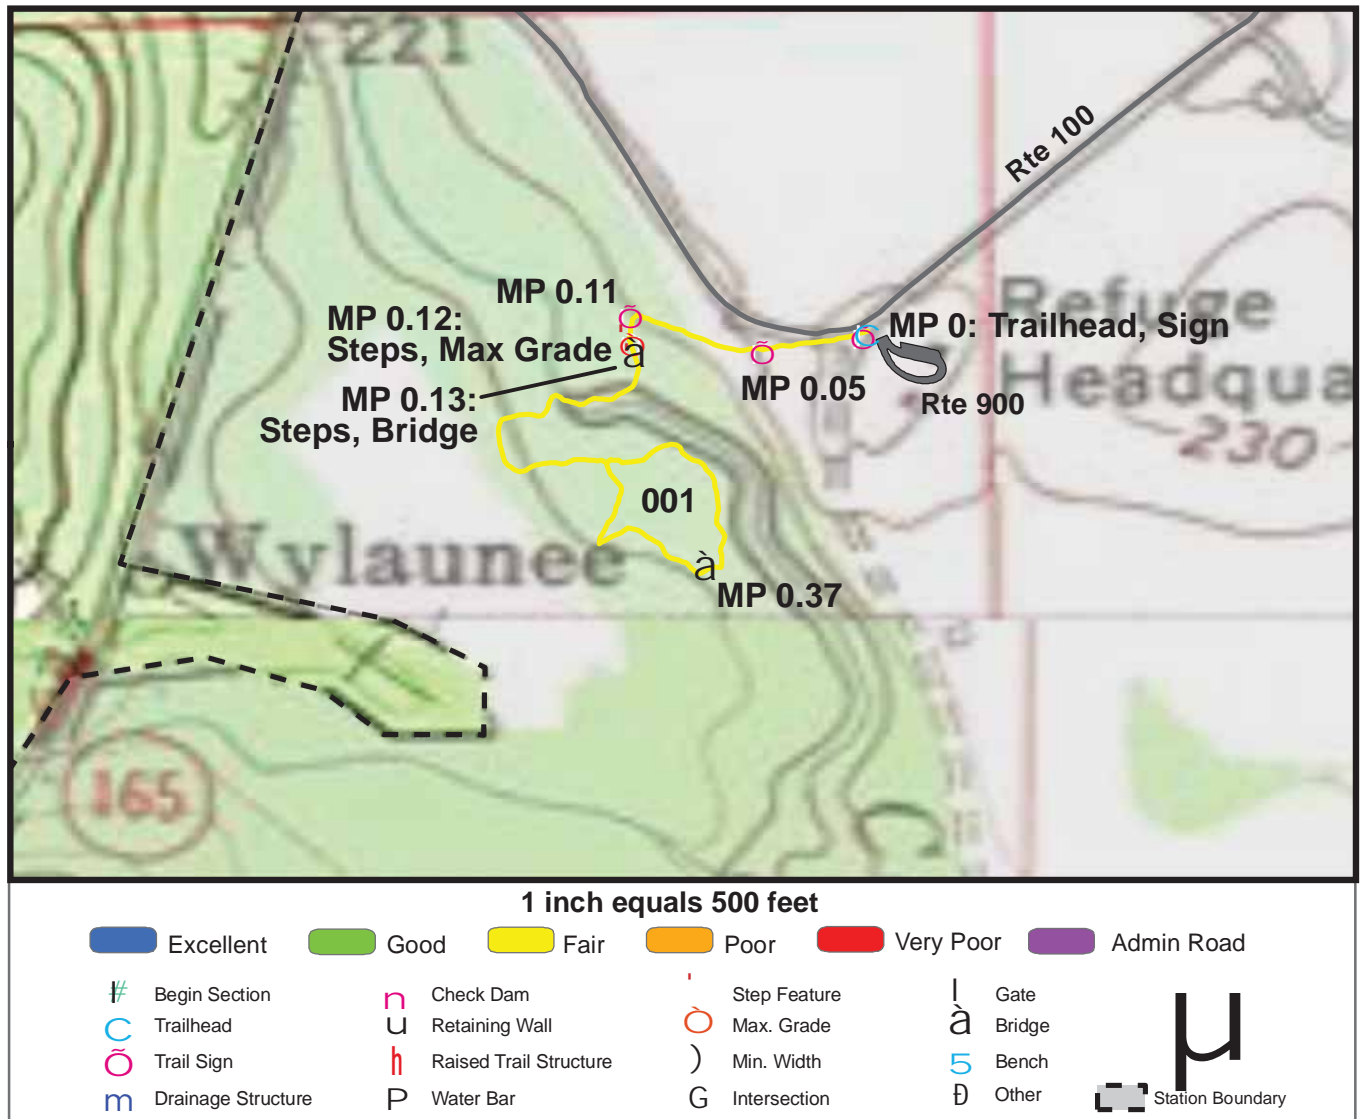 221
Rte 100
MP 0.11
MP 0.12:
Steps, Max Grade
à
Õ
MP 0: Trailhead, Sign
Refuge
Headqua
MP 0.05
Rte 900
MP 0.13:
Steps, Bridge
230
001
Wylaunee
à
MP 0.37
165
1 inch equals 500 feet
Excellent
Good
Fair
Poor
Very Poor
Admin Road
# Begin Section
n Check Dam
' Step Feature
| Gate
C Trailhead
u Retaining Wall
Ò Max. Grade
à Bridge
Õ Trail Sign
h Raised Trail Structure
) Min. Width
5 Bench
m Drainage Structure
P Water Bar
G Intersection
Ð Other
µ
Station Boundary